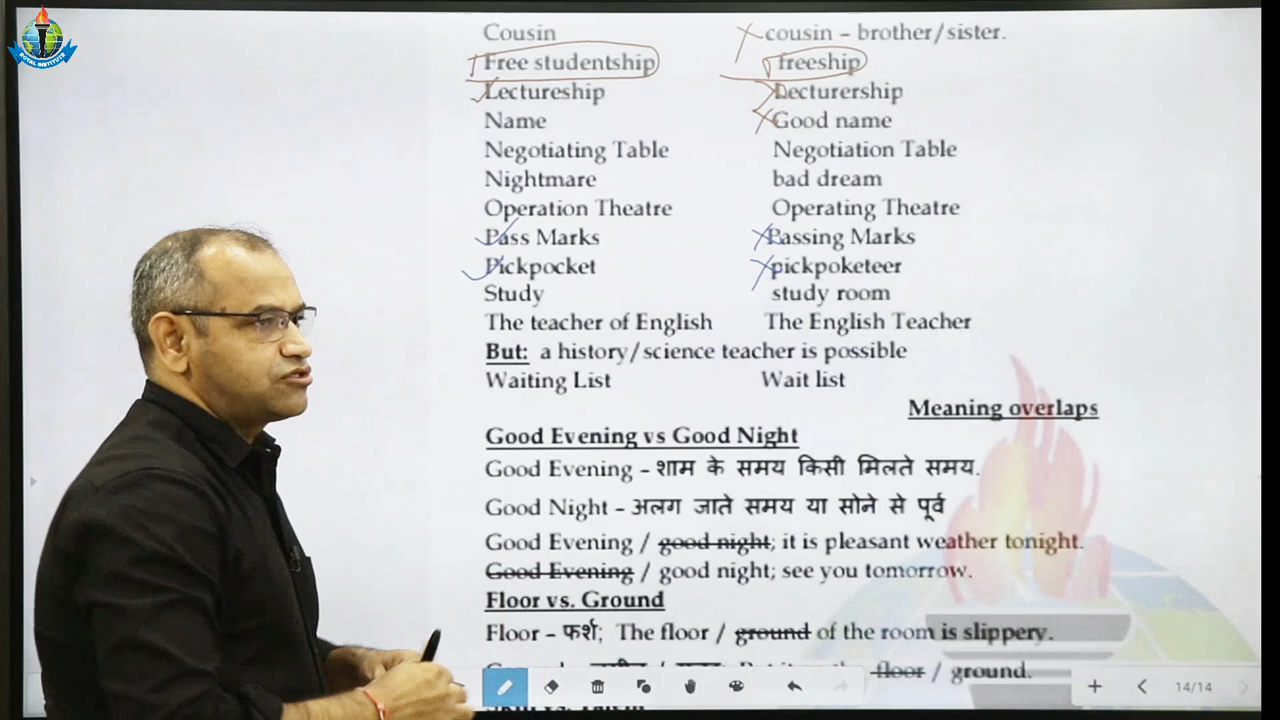 ROYAL INSTITUTE
Cousin cousin – brother/sister.
Free studentship freeship
Lectureship Lecturership
Name Good name
Negotiating Table Negotiation Table
Nightmare bad dream
Operation Theatre Operating Theatre
Pass Marks Passing Marks
Pickpocket pickpoketeer
Study study room
The teacher of English The English Teacher
But: a history/science teacher is possible
Waiting List Wait list
Meaning overlaps
Good Evening vs Good Night
Good Evening – शाम के समय किसी मिलते समय.
Good Night – अलग जाते समय या सोने से पूर्व
Good Evening / good night; it is pleasant weather tonight.
Good Evening / good night; see you tomorrow.
Floor vs. Ground
Floor – फर्श; The floor / ground of the room is slippery.
floor / ground.
14/14